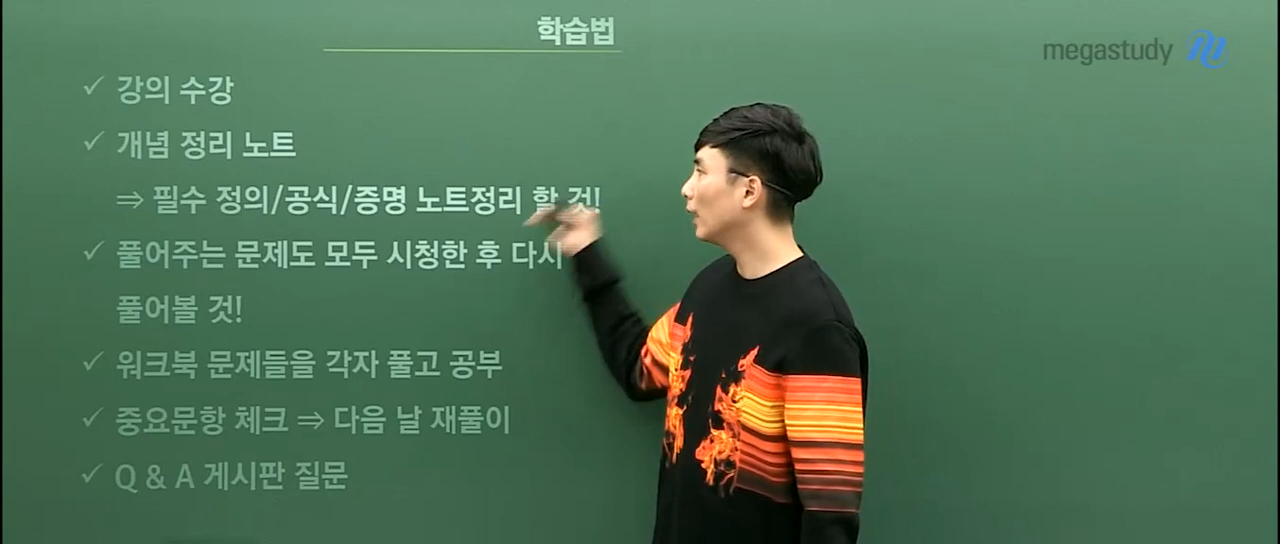 학습법
megastudy
✓ 강의 수강
✓ 개념 정리 노트
⇒ 필수 정의/공식/증명 노트정리 할 것!
✓ 풀어주는 문제도 모두 시청한 후 다시
풀어볼 것!
✓ 워크북 문제들을 각자 풀고 공부
✓ 중요문항 체크 ⇒ 다음 날 재풀이
✓ Q & A 게시판 질문